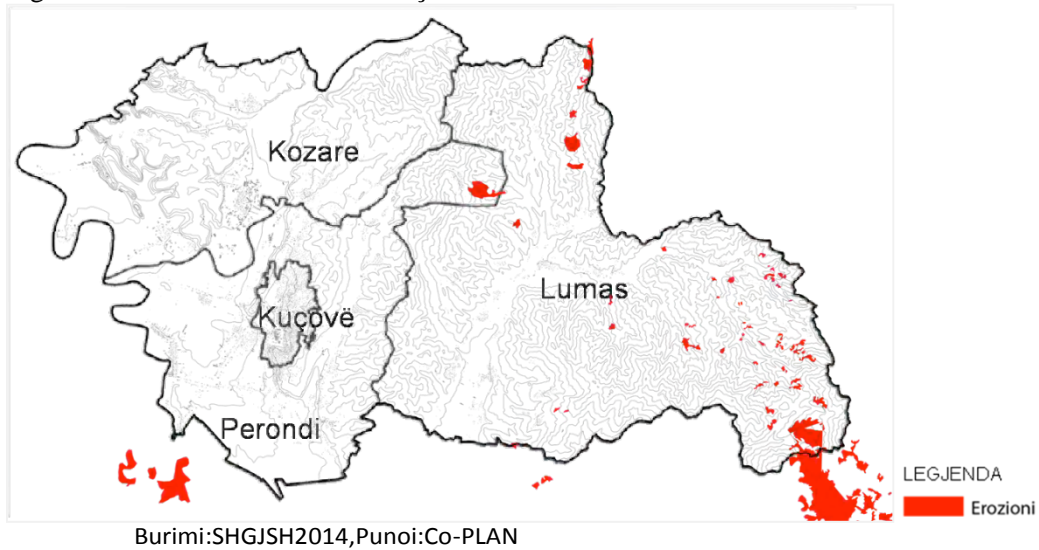 Kozare
Lumas
Kuçovë
Perondi
LEGJENDA
Erozioni
Burimi:SHGJSH2014,Punoi:Co-PLAN